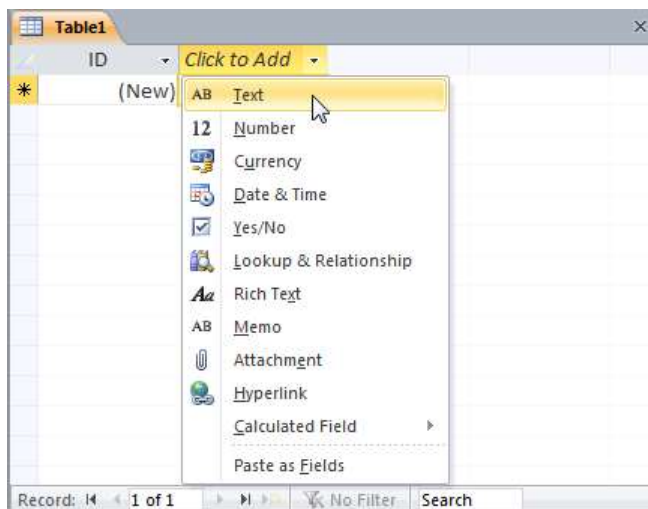 Table1
ID Click to Add
(New)
AB Text
12 Number
Currency
Date & Time
Yes/No
Lookup & Relationship
Aa Rich Text
AB Memo
Attachment
Hyperlink
Calculated Field
Paste as Fields
Record: 1 of 1 No Filter Search